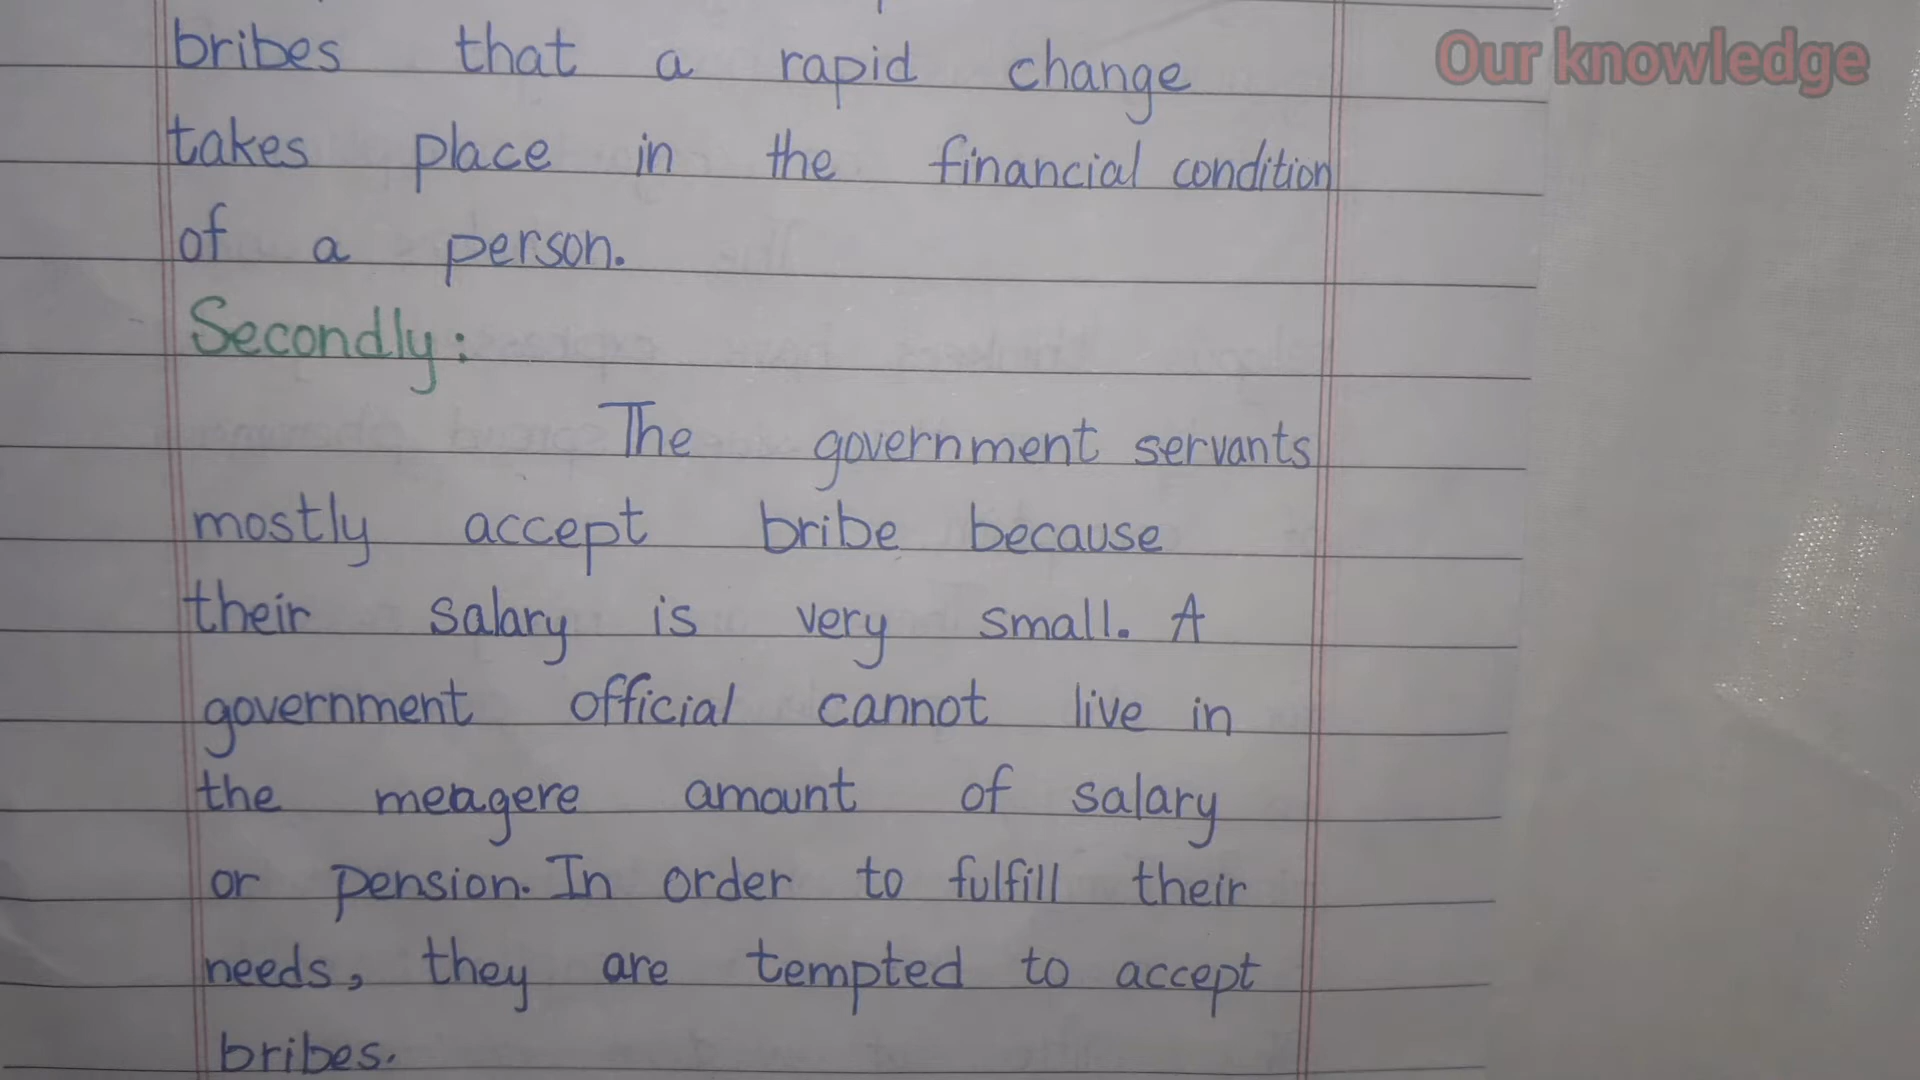 Our knowledge
bribes that a rapid change
takes place in the financial condition
of a person.
Secondly:
The government servants
mostly accept bribe because
their salary is very small. A
government official cannot live in
the meagere amount of salary
or pension. In order to fulfill their
needs, they are tempted to accept
bribes.